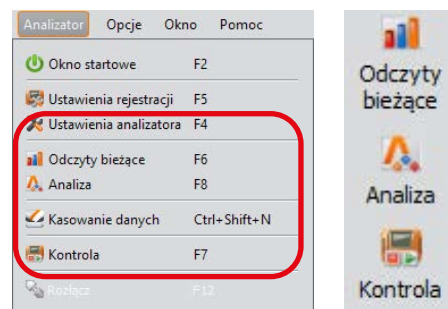 Analizator Opcje Okno Pomoc
Okno startowe F2
Ustawienia rejestracji F5
Ustawienia analizatora F4
Odczyty bieżące F6
Analiza F8
Kasowanie danych Ctrl+Shift+N
Kontrola F7
Rozłącz F12
Odczyty
bieżące
Analiza
Kontrola